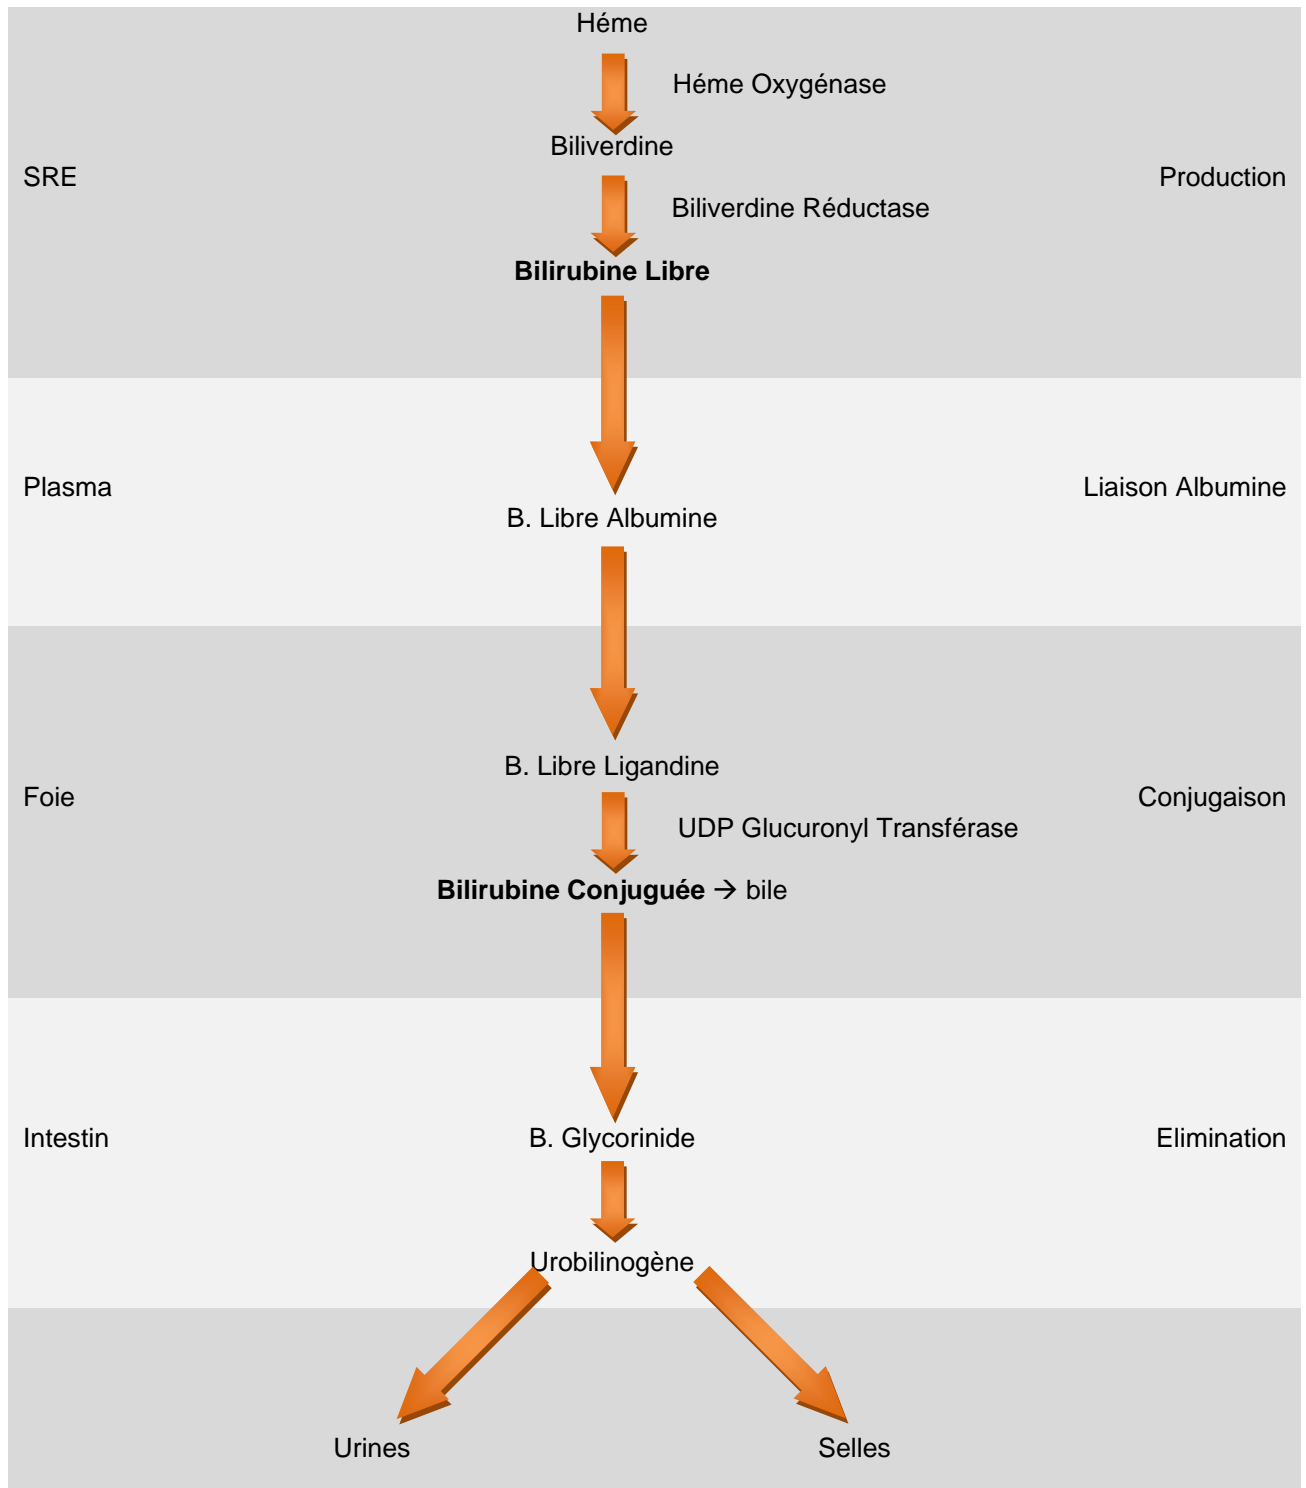 Héme
Héme Oxygénase
Biliverdine
SRE
Production
Biliverdine Réductase
Bilirubine Libre
Plasma
Liaison Albumine
B. Libre Albumine
B. Libre Ligandine
Foie
Conjugaison
UDP Glucuronyl Transférase
Bilirubine Conjuguée → bile
Intestin
B. Glycorinide
Elimination
Urobilinogène
Urines
Selles